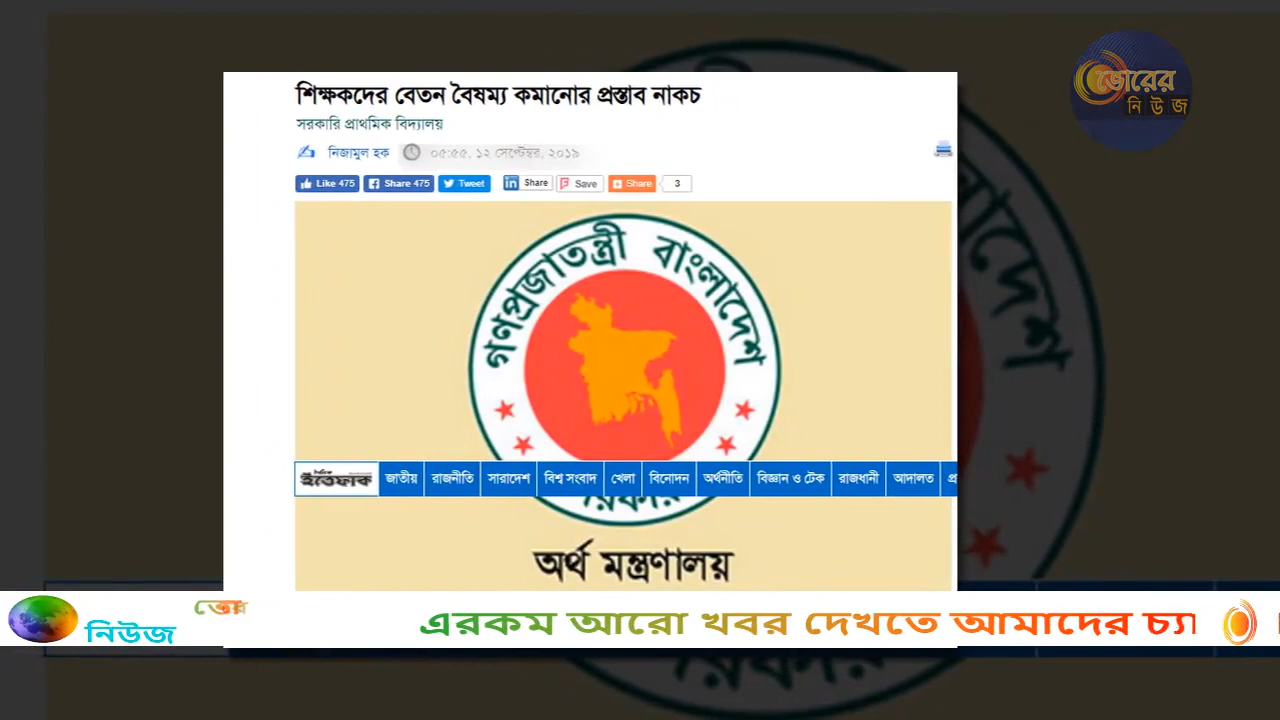 শিক্ষকদের বেতন বৈষম্য কমানোর প্রস্তাব নাকচ
সরকারি প্রাথমিক বিদ্যালয়
নিজামুল হক ০৫:৫৫, ১২ সেপ্টেম্বর, ২০১৯
Like 475 Share 475 Tweet Share Save Share 3
ভোরের
নিউজ
গণপ্রজাতন্ত্রী বাংলাদেশ
দৈনিক ইত্তেফাক জাতীয় রাজনীতি সারাদেশ বিশ্ব সংবাদ খেলা বিনোদন অর্থনীতি বিজ্ঞান ও টেক রাজধানী আদালত
অর্থ মন্ত্রণালয়
নিউজ
এরকম আরো খবর দেখতে আমাদের চ্যা